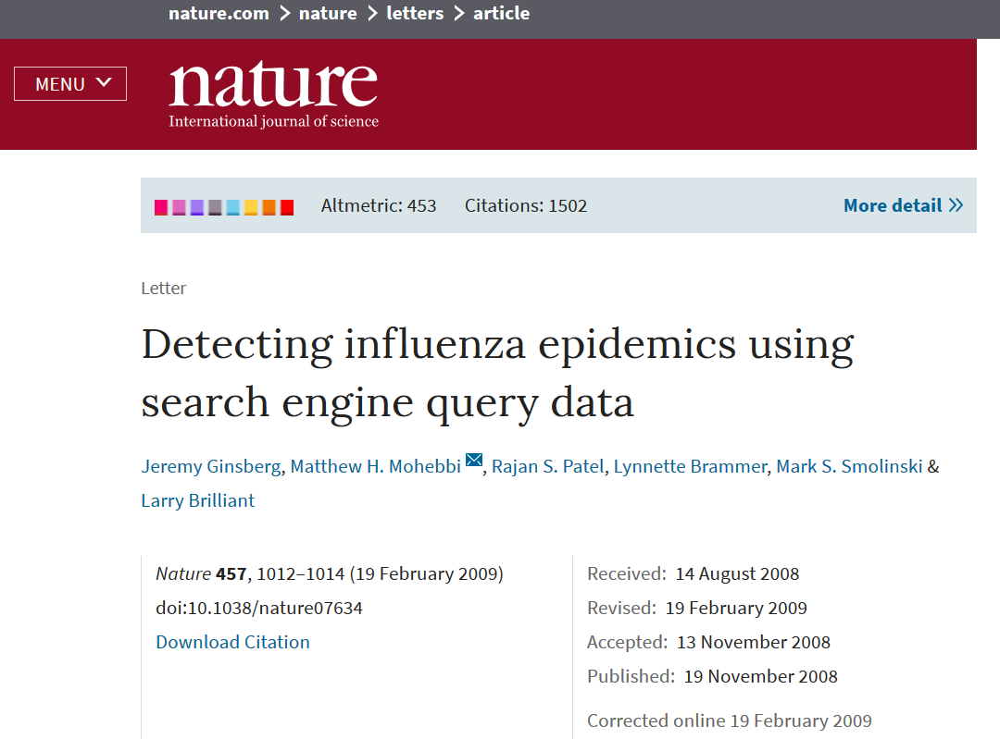 nature.com > nature > letters > article
MENU
nature
International journal of science
Altmetric: 453 Citations: 1502 More detail »
Letter
Detecting influenza epidemics using
search engine query data
Jeremy Ginsberg, Matthew H. Mohebbi , Rajan S. Patel, Lynnette Brammer, Mark S. Smolinski &
Larry Brilliant
Nature 457, 1012–1014 (19 February 2009)
doi:10.1038/nature07634
Download Citation
Received: 14 August 2008
Revised: 19 February 2009
Accepted: 13 November 2008
Published: 19 November 2008
Corrected online 19 February 2009